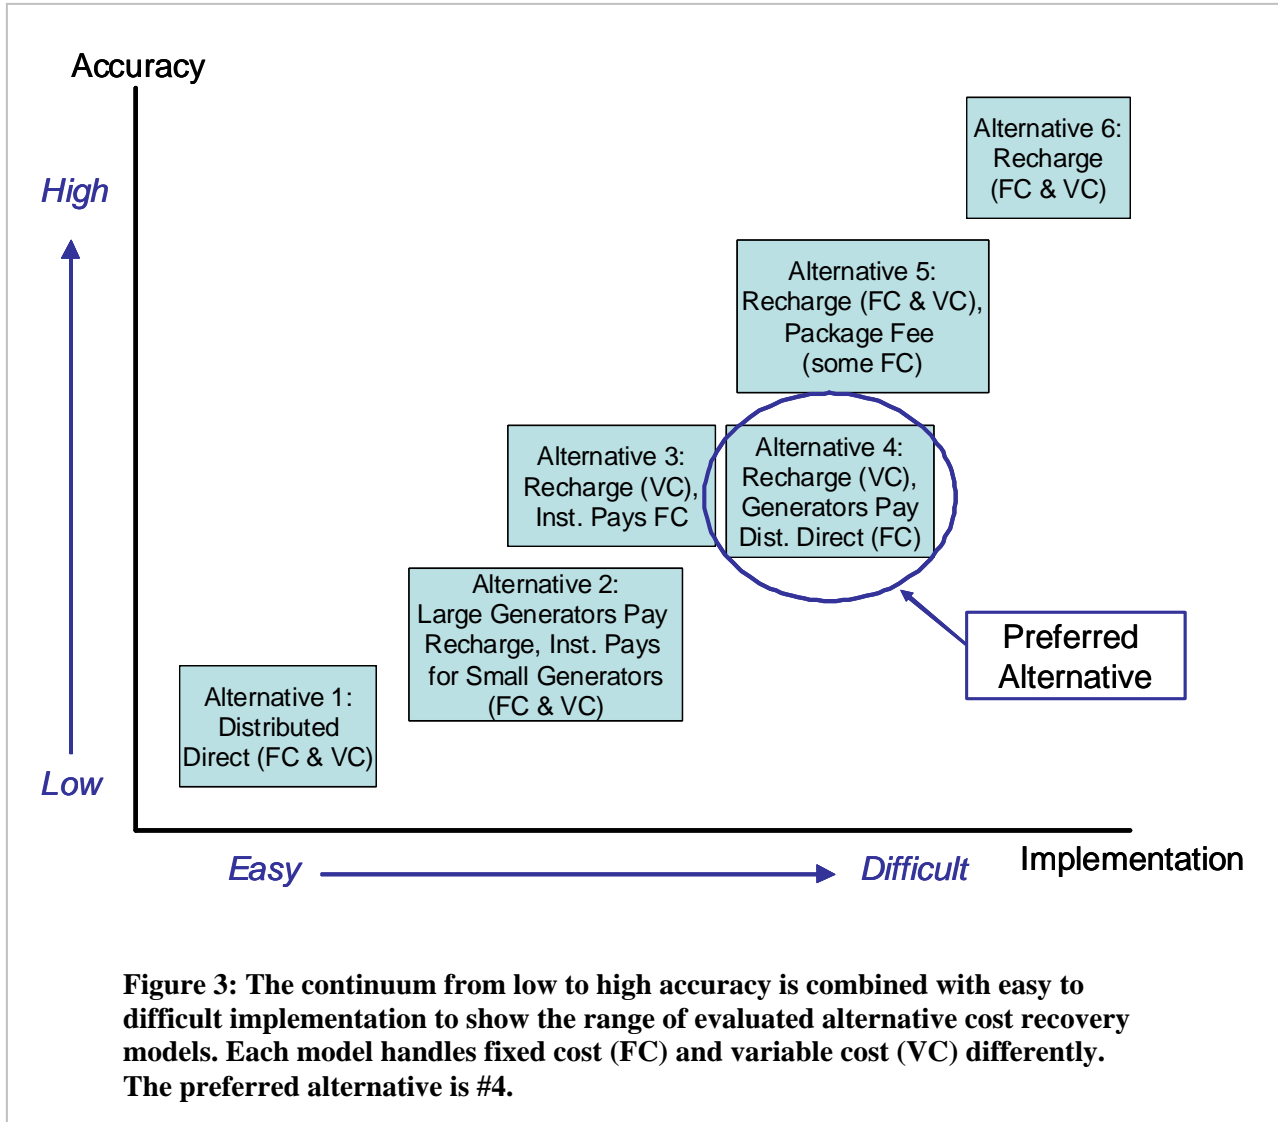 Accuracy
High
Low
Alternative 6:
Recharge
(FC & VC)
Alternative 5:
Recharge (FC & VC),
Package Fee
(some FC)
Alternative 3:
Recharge (VC),
Inst. Pays FC
Alternative 4:
Recharge (VC),
Generators Pay
Dist. Direct (FC)
Alternative 2:
Large Generators Pay
Recharge, Inst. Pays
for Small Generators
(FC & VC)
Preferred
Alternative
Alternative 1:
Distributed
Direct (FC & VC)
Easy
Difficult
Implementation
Figure 3: The continuum from low to high accuracy is combined with easy to
difficult implementation to show the range of evaluated alternative cost recovery
models. Each model handles fixed cost (FC) and variable cost (VC) differently.
The preferred alternative is #4.